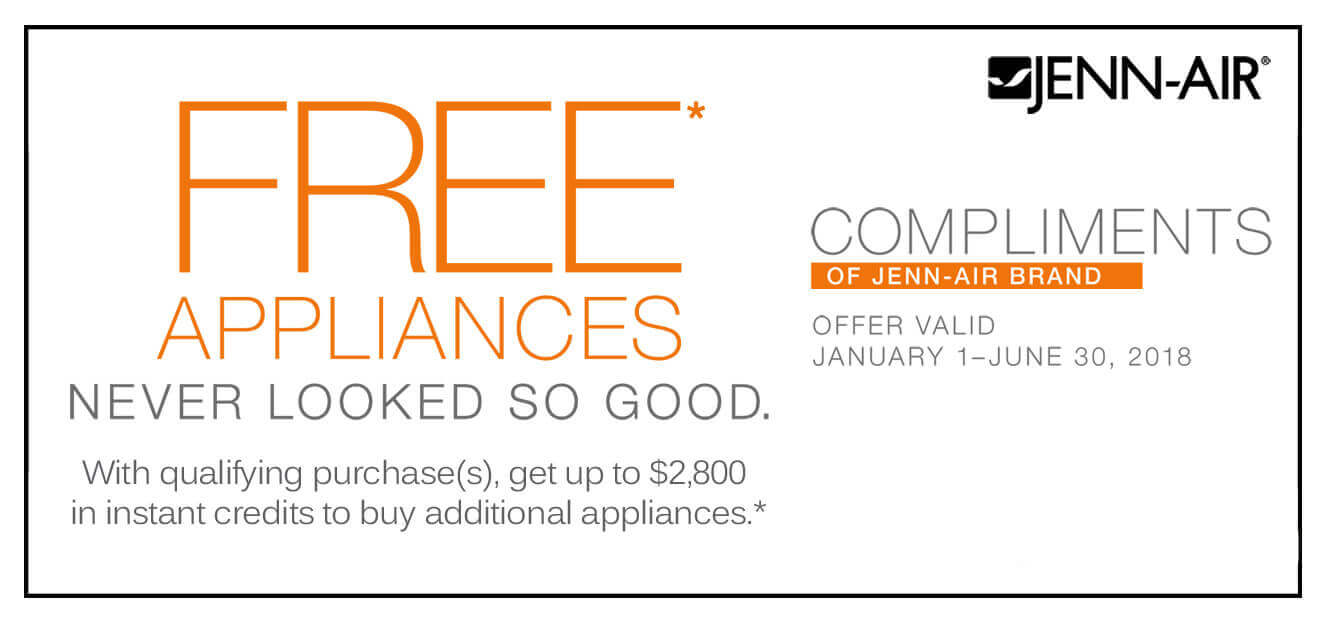 FREE*
APPLIANCES
NEVER LOOKED SO GOOD.
With qualifying purchase(s), get up to $2,800
in instant credits to buy additional appliances.*
JENN-AIR®
COMPLIMENTS
OF JENN-AIR BRAND
OFFER VALID
JANUARY 1–JUNE 30, 2018